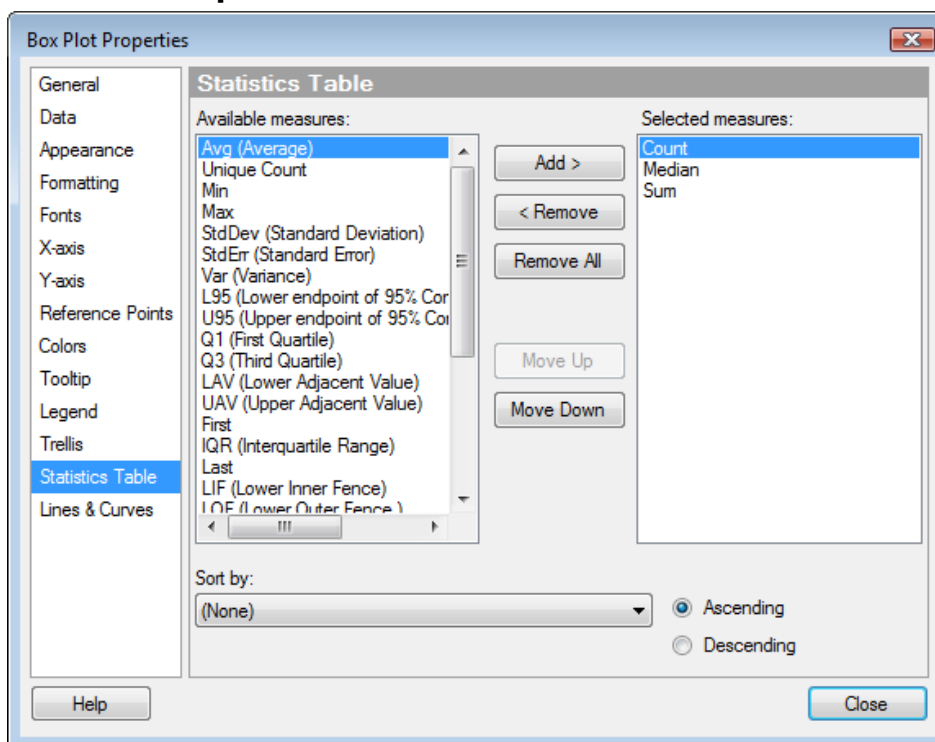 Box Plot Properties
General
Data
Appearance
Formatting
Fonts
X-axis
Y-axis
Reference Points
Colors
Tooltip
Legend
Trellis
Statistics Table
Lines & Curves
Statistics Table
Available measures:
Avg (Average)
Unique Count
Min
Max
StdDev (Standard Deviation)
StdErr (Standard Error)
Var (Variance)
L95 (Lower endpoint of 95% Cor
U95 (Upper endpoint of 95% Cor
Q1 (First Quartile)
Q3 (Third Quartile)
LAV (Lower Adjacent Value)
UAV (Upper Adjacent Value)
First
IQR (Interquartile Range)
Last
LIF (Lower Inner Fence)
LOF (Lower Outer Fence )
Add >
< Remove
Remove All
Move Up
Move Down
Selected measures:
Count
Median
Sum
Sort by:
(None)
Ascending
Descending
Help
Close